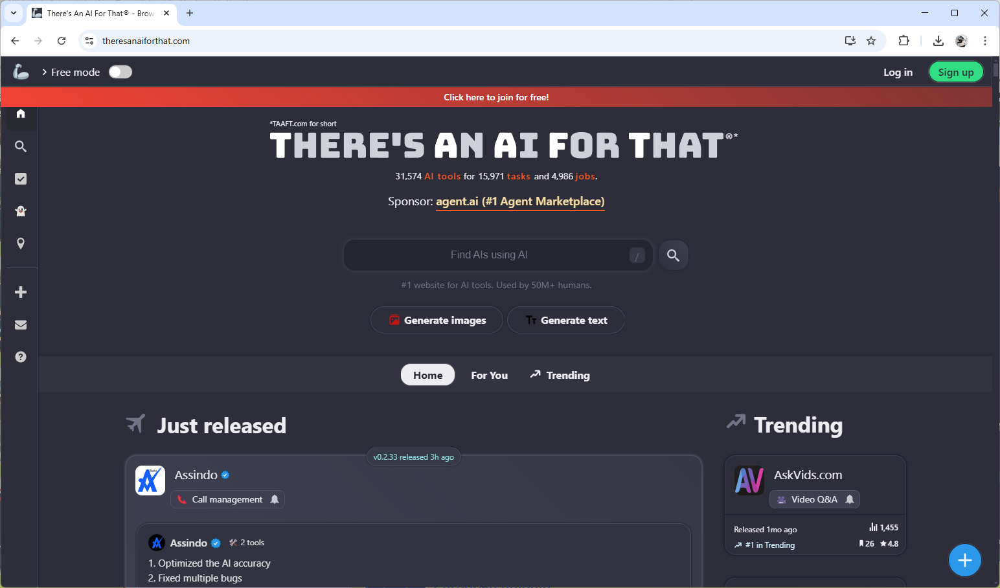 There's An AI For That® - Brow
theresanaiforthat.com
Free mode
Log in
Sign up
Click here to join for free!
*TAAFT.com for short
THERE'S AN AI FOR THAT®*
31,574 AI tools for 15,971 tasks and 4,986 jobs.
Sponsor: agent.ai (#1 Agent Marketplace)
Find AIs using AI
/
#1 website for AI tools. Used by 50M+ humans.
Generate images
Generate text
Home
For You
Trending
Just released
v0.2.33 released 3h ago
Assindo
Call management
Assindo
2 tools
1. Optimized the AI accuracy
2. Fixed multiple bugs
Trending
AskVids.com
Video Q&A
Released 1mo ago
1,455
#1 in Trending
26
4.8